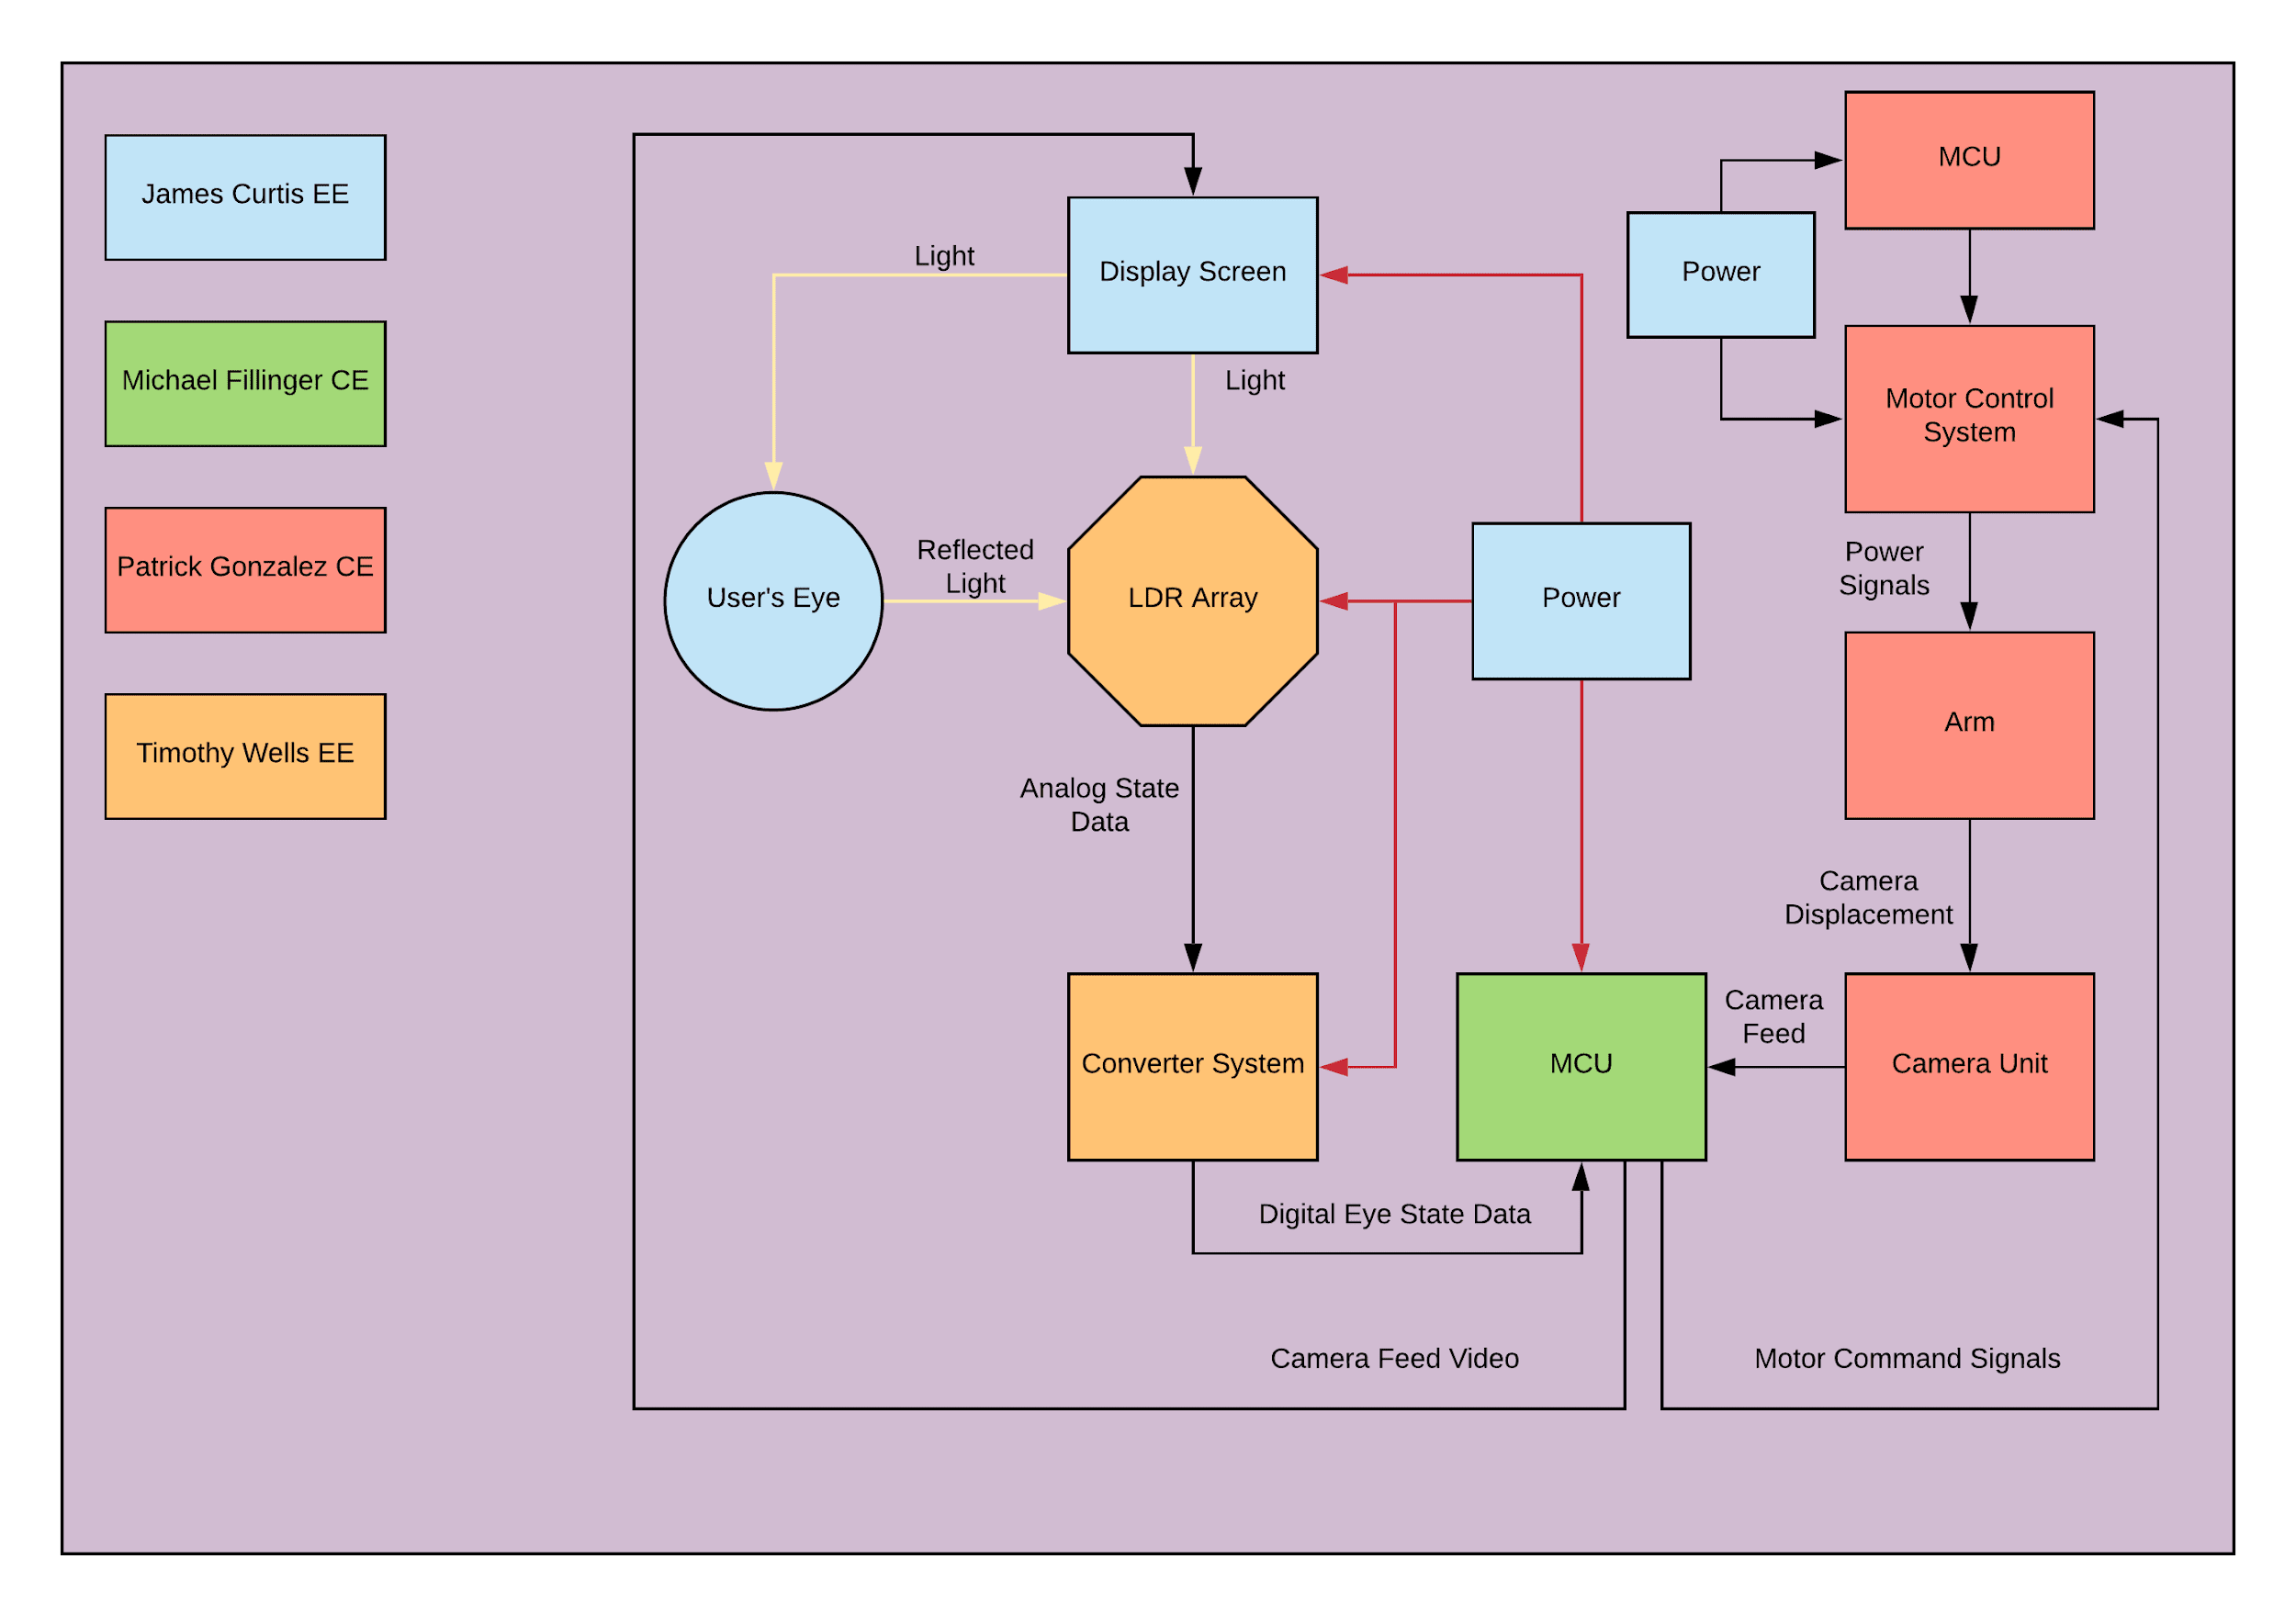 James Curtis EE
Michael Fillinger CE
Patrick Gonzalez CE
Timothy Wells EE
Light
Display Screen
Light
User's Eye
Reflected
Light
LDR Array
Power
Analog State
Data
Converter System
MCU
Digital Eye State Data
Camera Feed Video
Motor Command Signals
Power
MCU
Motor Control
System
Power
Signals
Arm
Camera
Displacement
Camera
Feed
Camera Unit